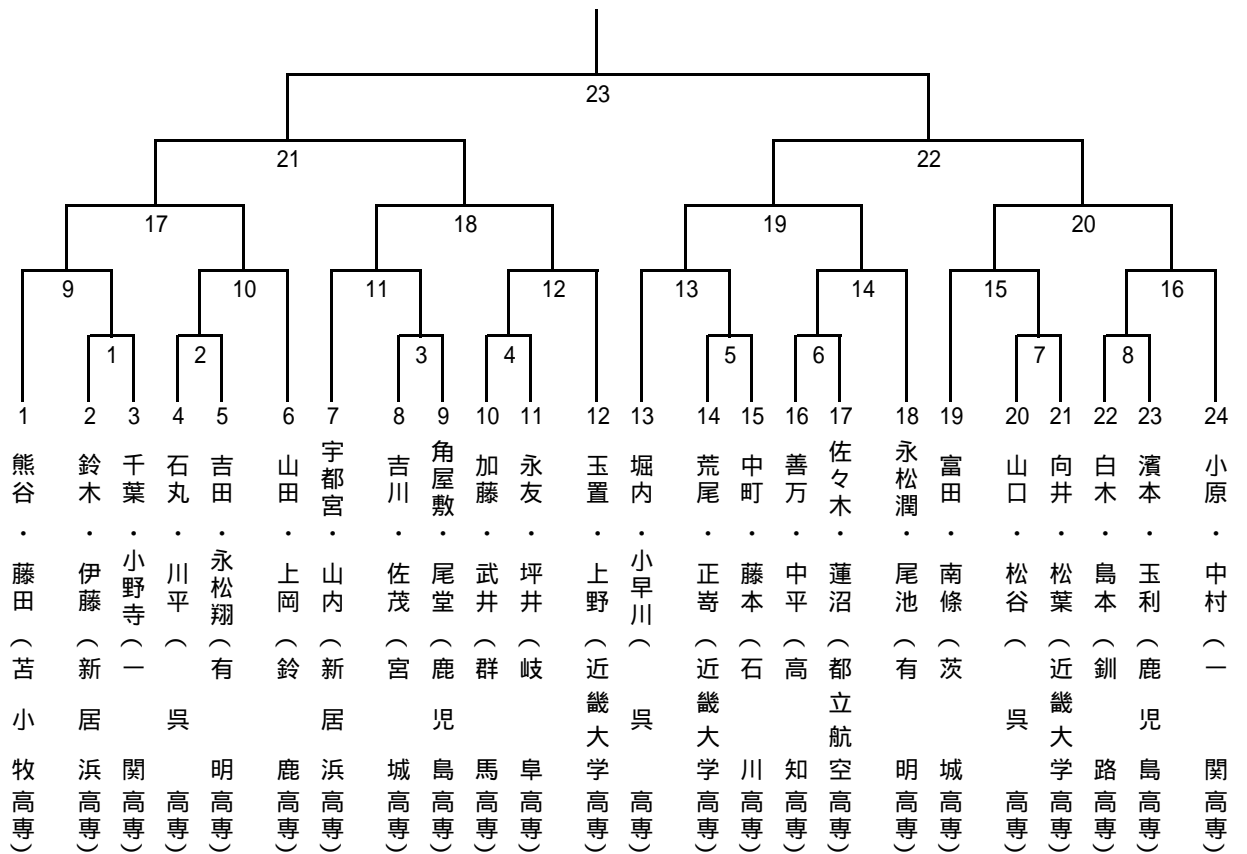 23
21
22
17
18
19
20
9
10
11
12
13
14
15
16
1
2
3
4
5
6
7
8
1
2
3
4
5
6
7
8
9
10
11
12
13
14
15
16
17
18
19
20
21
22
23
24
熊谷・藤田(苫小牧高専)
鈴木・伊藤(新居浜高専)
千葉・小野寺(一関高専)
石丸・川平(呉高専)
吉田・永松翔(有明高専)
山田・上岡(鈴鹿高専)
宇都宮・山内(新居浜高専)
吉川・佐茂(宮城高専)
角屋敷・尾堂(鹿児島高専)
加藤・武井(群馬高専)
永友・坪井(岐阜高専)
玉置・上野(近畿大学高専)
堀内・小早川(呉高専)
荒尾・正嵜(近畿大学高専)
中町・藤本(石川高専)
善万・中平(高知高専)
佐々木・蓮沼(都立航空高専)
永松潤・尾池(有明高専)
富田・南條(茨城高専)
山口・松谷(呉高専)
向井・松葉(近畿大学高専)
白木・島本(釧路高専)
濱本・玉利(鹿児島高専)
小原・中村(一関高専)